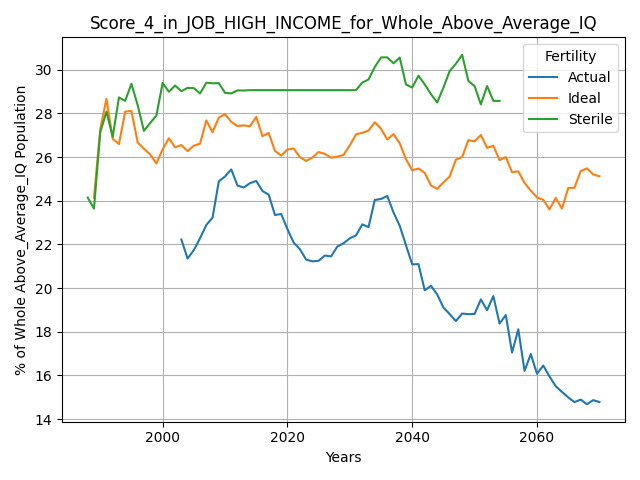 Score_4_in_JOB_HIGH_INCOME_for_Whole_Above_Average_IQ
% of Whole Above_Average_IQ Population
30
28
26
24
22
20
18
16
14
Fertility
Actual
Ideal
Sterile
2000 2020 2040 2060
Years